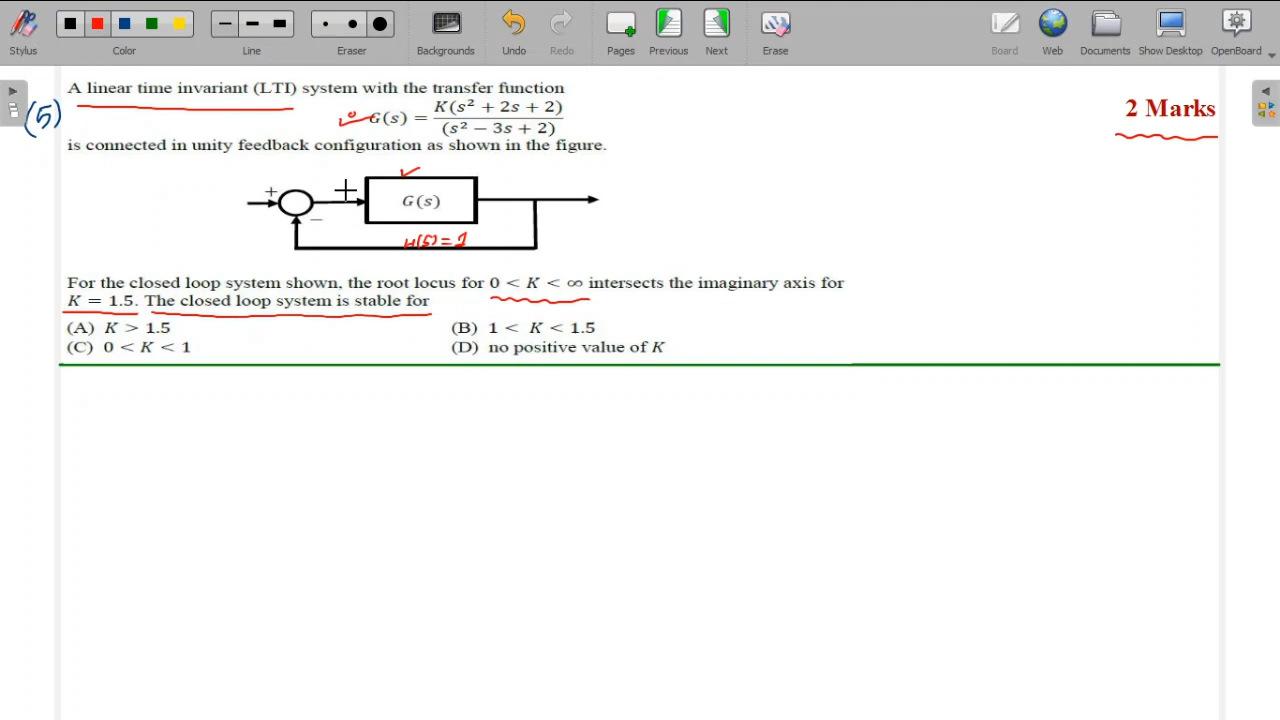 Stylus
Color
Line
Eraser
Backgrounds
Undo
Redo
Pages
Previous
Next
Erase
Board
Web
Documents
Show Desktop
OpenBoard
(5)
A linear time invariant (LTI) system with the transfer function
G(s) = K(s² + 2s + 2) / (s² − 3s + 2)
2 Marks
is connected in unity feedback configuration as shown in the figure.
+
−
G(s)
H(s) = 1
For the closed loop system shown, the root locus for 0 < K < ∞ intersects the imaginary axis for
K = 1.5. The closed loop system is stable for
(A) K > 1.5
(B) 1 < K < 1.5
(C) 0 < K < 1
(D) no positive value of K